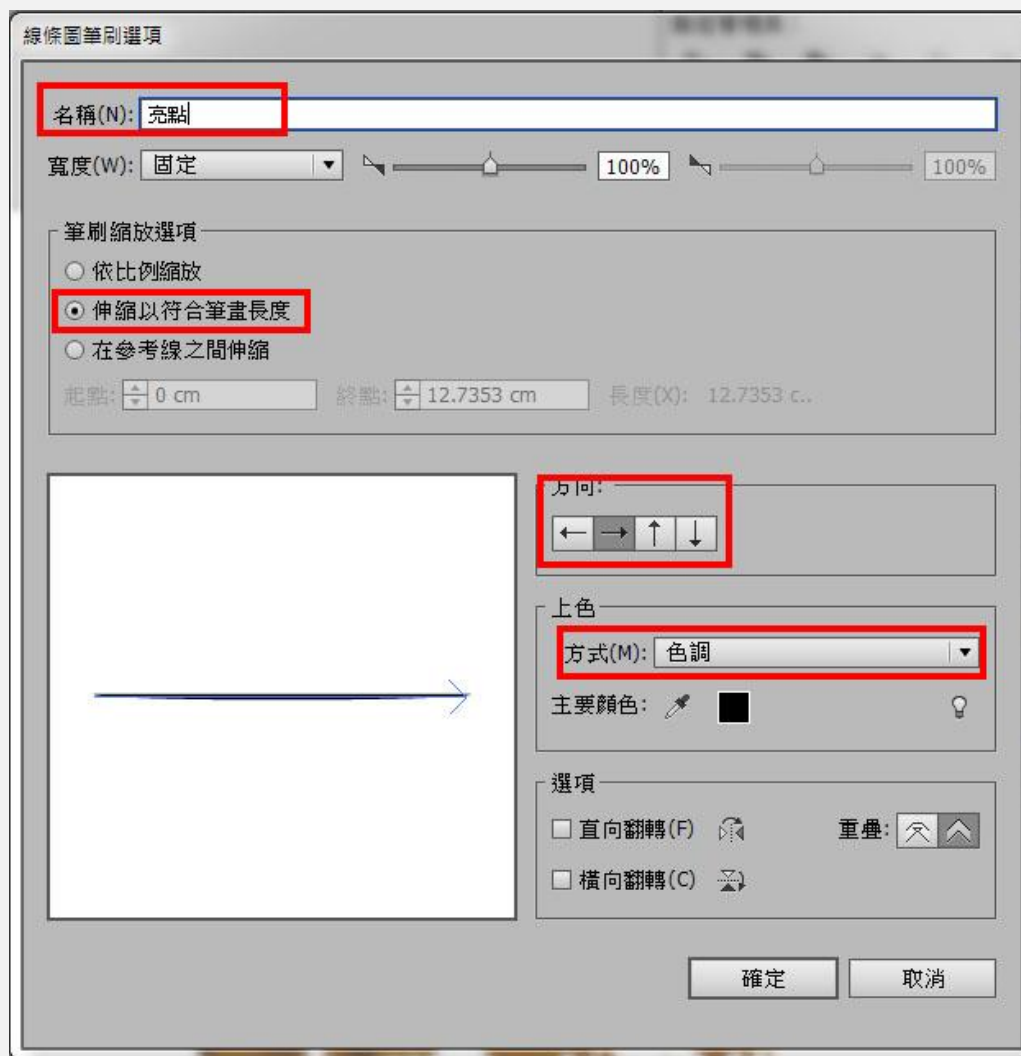 線條圖筆刷選項
名稱(N): 亮點
寬度(W): 固定 100% 100%
筆刷縮放選項
依比例縮放
伸縮以符合筆畫長度
在參考線之間伸縮
起點: 0 cm 終點: 12.7353 cm 長度(X): 12.7353 c..
方向:
上色
方式(M): 色調
主要顏色:
選項
直向翻轉(F) 重疊:
橫向翻轉(C)
確定 取消